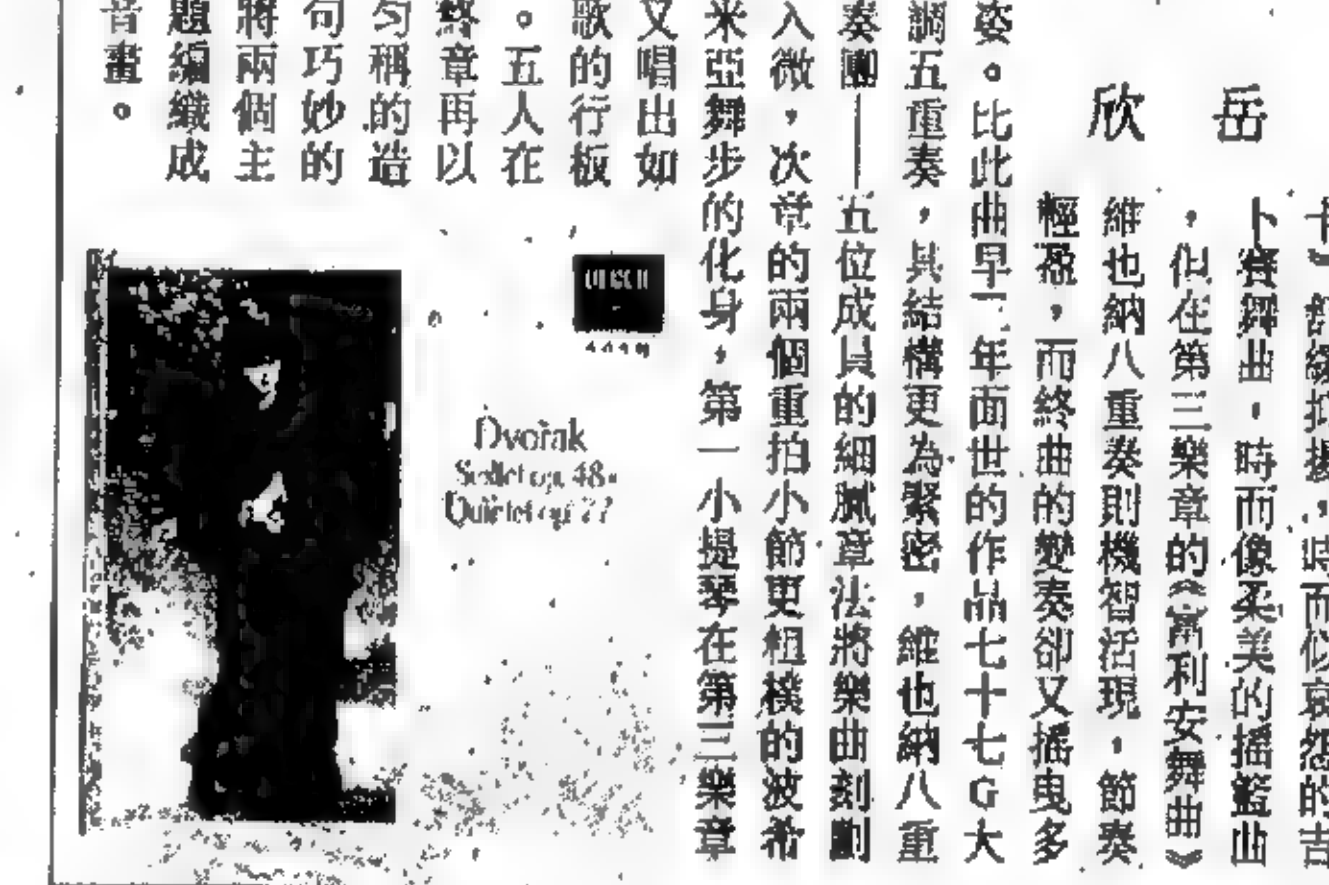 岳欣
卡》舒緩抑揚，時而似哀怨的吉
卜賽舞曲，時而像柔美的搖籃曲
，但在第三樂章的《富利安舞曲》
維也納八重奏則機智活現，節奏
輕盈，而終曲的變奏卻又搖曳多
姿。比此曲早一年面世的作品七十七G大
調五重奏，其結構更為緊密，維也納八重
奏團——五位成員的細膩章法將樂曲刻劃
入微，次章的兩個重拍小節更粗樸的波希
米亞舞步的化身，第一小提琴在第三樂章
又唱出如
歌的行板
。五人在
終章再以
勻稱的造
句巧妙的
將兩個主
題編織成
音畫。
Dvořák
Sextet op. 48
Quintet op. 77